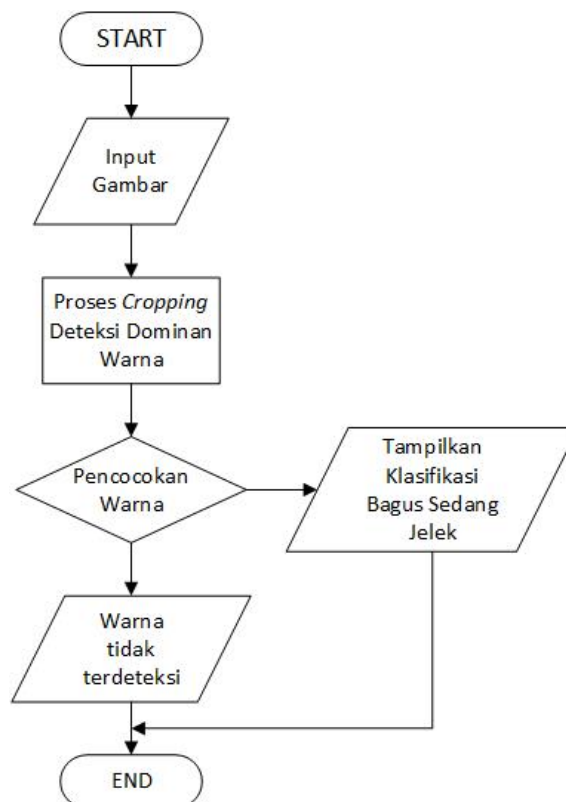 START
Input
Gambar
Proses Cropping
Deteksi Dominan
Warna
Pencocokan
Warna
Tampilkan
Klasifikasi
Bagus Sedang
Jelek
Warna
tidak
terdeteksi
END